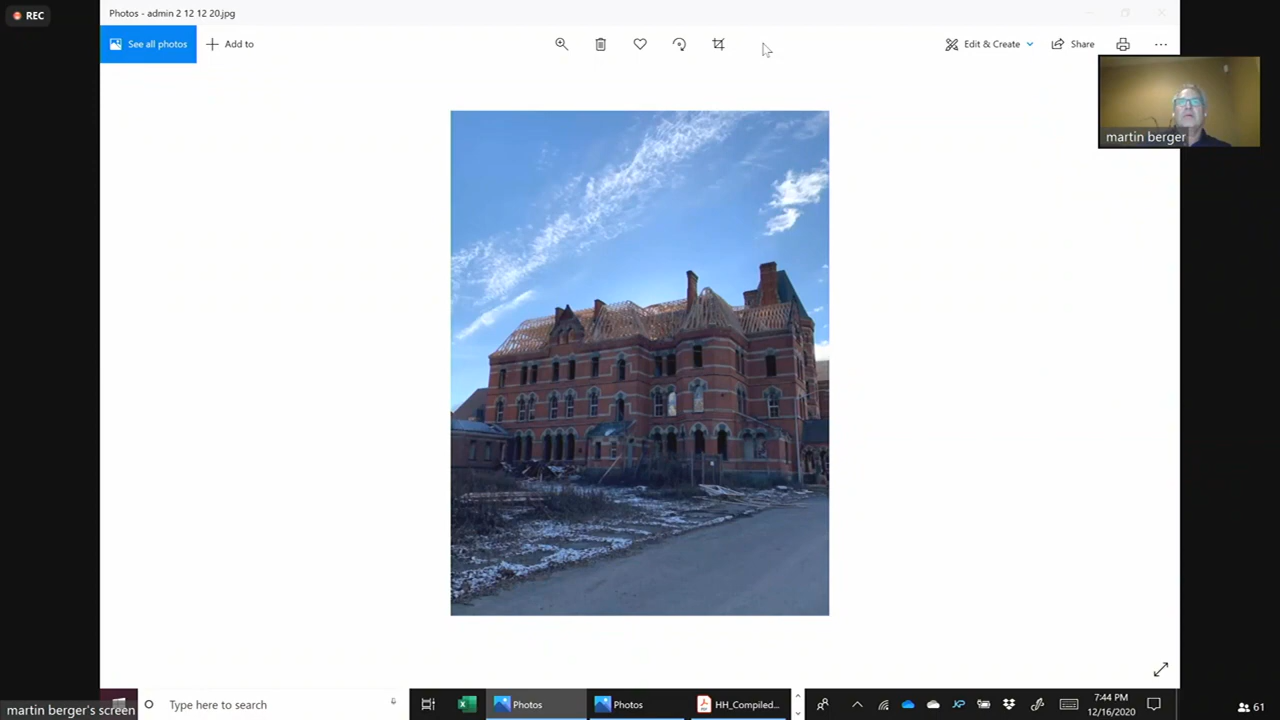 REC
Photos - admin 2 12 12 20.jpg
See all photos
Add to
Edit & Create
Share
martin berger
martin berger's screen
Type here to search
Photos
Photos
HH_Compiled...
7:44 PM
12/16/2020
61